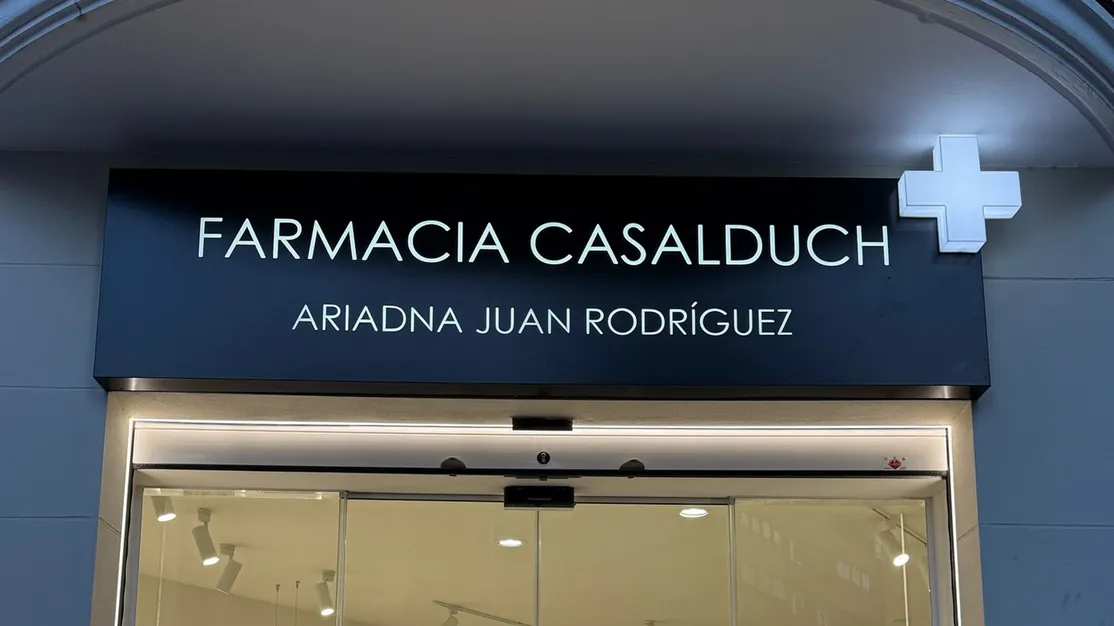 FARMACIA CASALDUCH
ARIADNA JUAN RODRÍGUEZ